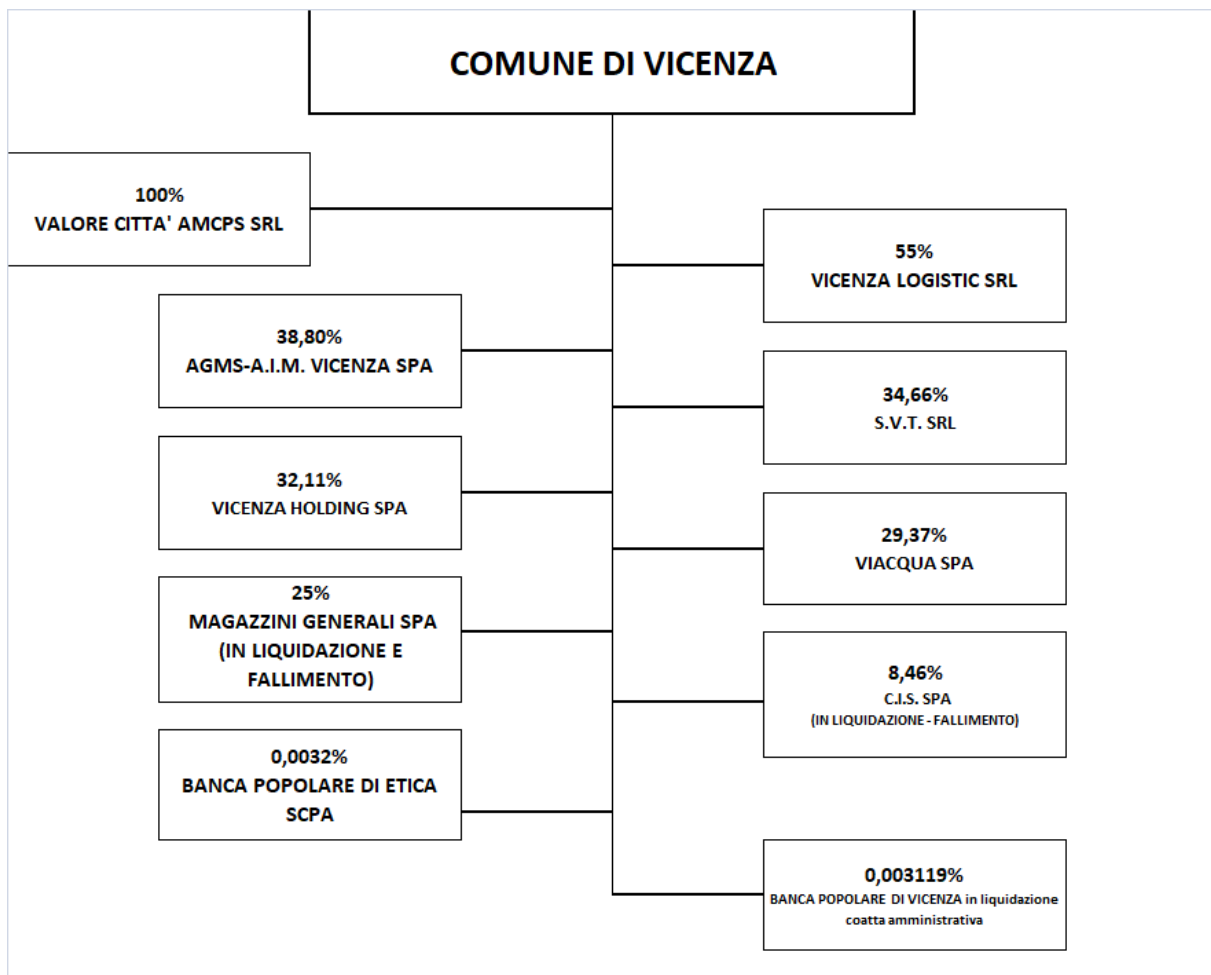 COMUNE DI VICENZA
100%
VALORE CITTA' AMCPS SRL
55%
VICENZA LOGISTIC SRL
38,80%
AGMS-A.I.M. VICENZA SPA
34,66%
S.V.T. SRL
32,11%
VICENZA HOLDING SPA
29,37%
VIACQUA SPA
25%
MAGAZZINI GENERALI SPA
(IN LIQUIDAZIONE E
FALLIMENTO)
8,46%
C.I.S. SPA
(IN LIQUIDAZIONE - FALLIMENTO)
0,0032%
BANCA POPOLARE DI ETICA
SCPA
0,003119%
BANCA POPOLARE DI VICENZA in liquidazione
coatta amministrativa